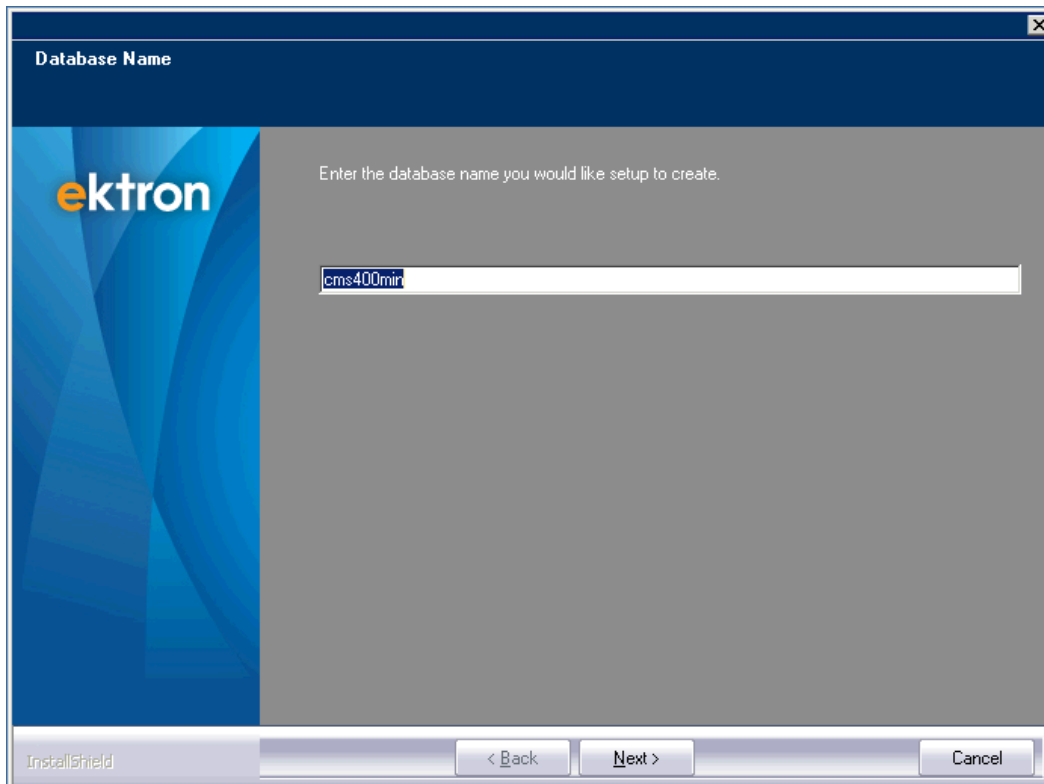 Database Name
ektron
Enter the database name you would like setup to create.
cms400min
InstallShield
< Back
Next >
Cancel